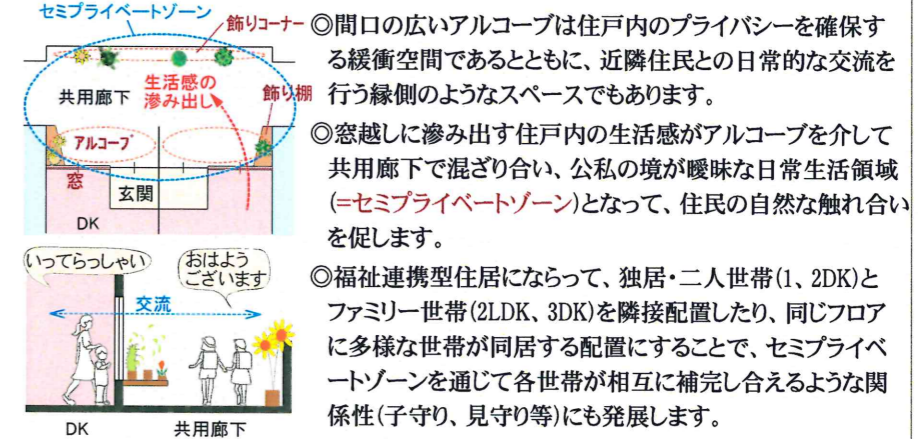 セミプライベートゾーン
飾りコーナー
生活感の
滲み出し
共用廊下
飾り棚
アルコーブ
窓
玄関
DK
いってらっしゃい
おはよう
ございます
交流
DK
共用廊下
◎間口の広いアルコーブは住戸内のプライバシーを確保す
る緩衝空間であるとともに、近隣住民との日常的な交流を
行う縁側のようなスペースでもあります。
◎窓越しに滲み出す住戸内の生活感がアルコーブを介して
共用廊下で混ざり合い、公私の境が曖昧な日常生活領域
(=セミプライベートゾーン)となって、住民の自然な触れ合い
を促します。
◎福祉連携型住居にならって、独居・二人世帯(1、2DK)と
ファミリー世帯(2LDK、3DK)を隣接配置したり、同じフロア
に多様な世帯が同居する配置にすることで、セミプライベ
ートゾーンを通じて各世帯が相互に補完し合えるような関
係性(子守り、見守り等)にも発展します。